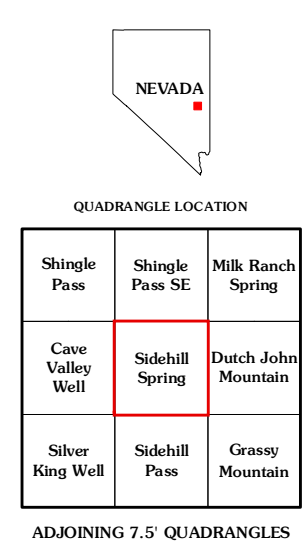 NEVADA
QUADRANGLE LOCATION
Shingle
Pass
Shingle
Pass SE
Milk Ranch
Spring
Cave
Valley
Well
Sidehill
Spring
Dutch John
Mountain
Silver
King Well
Sidehill
Pass
Grassy
Mountain
ADJOINING 7.5' QUADRANGLES